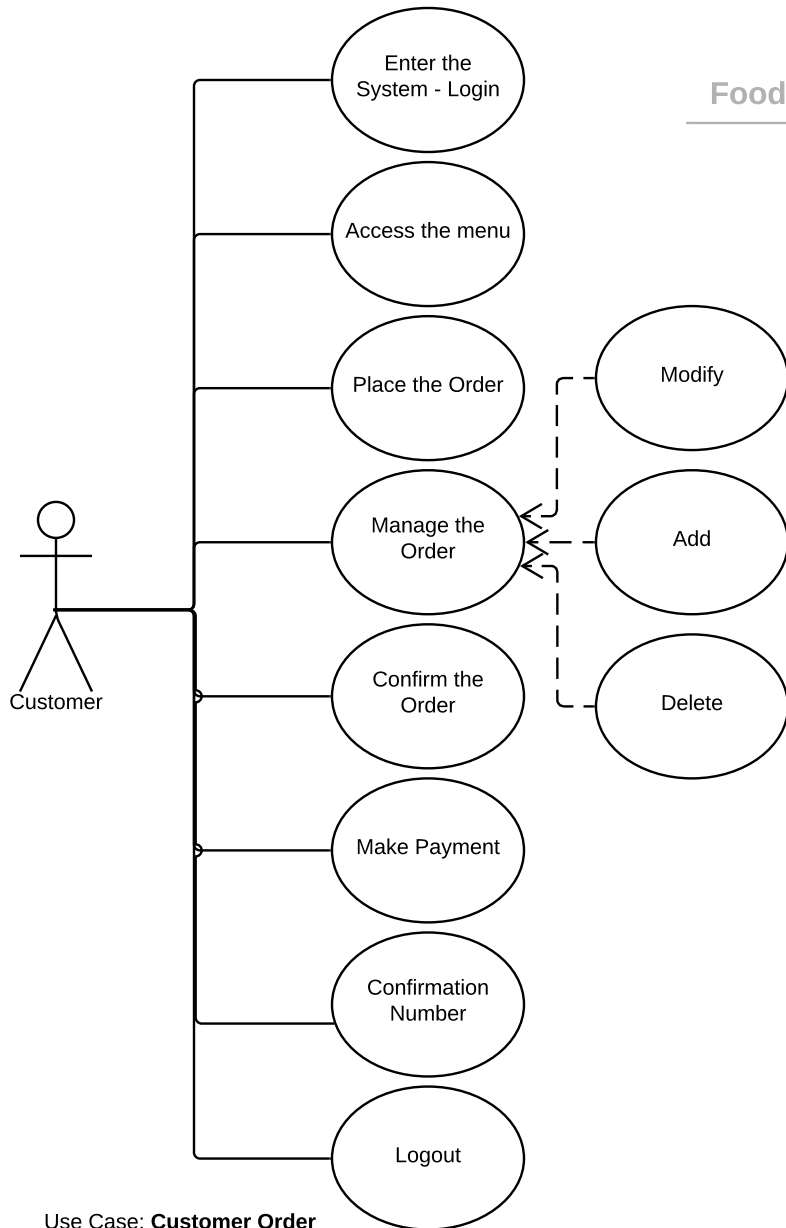 Enter the
System - Login
Food
Access the menu
Place the Order
Modify
Manage the
Order
Add
Confirm the
Order
Delete
Customer
Make Payment
Confirmation
Number
Logout
Use Case: Customer Order